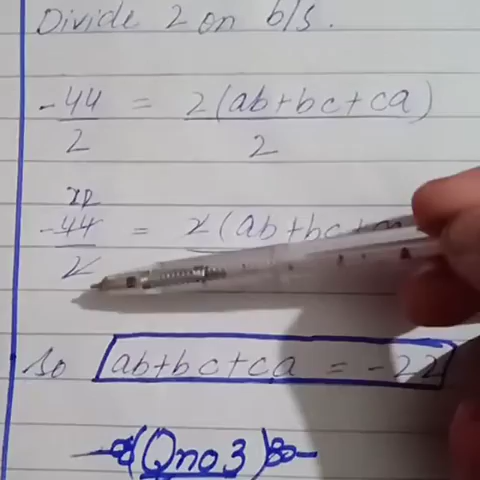 Divide 2 on b/s.
-44/2 = 2(ab+bc+ca)/2
22
-44/2 = 2(ab+bc+
so ab+bc+ca = -22
(Qno3)